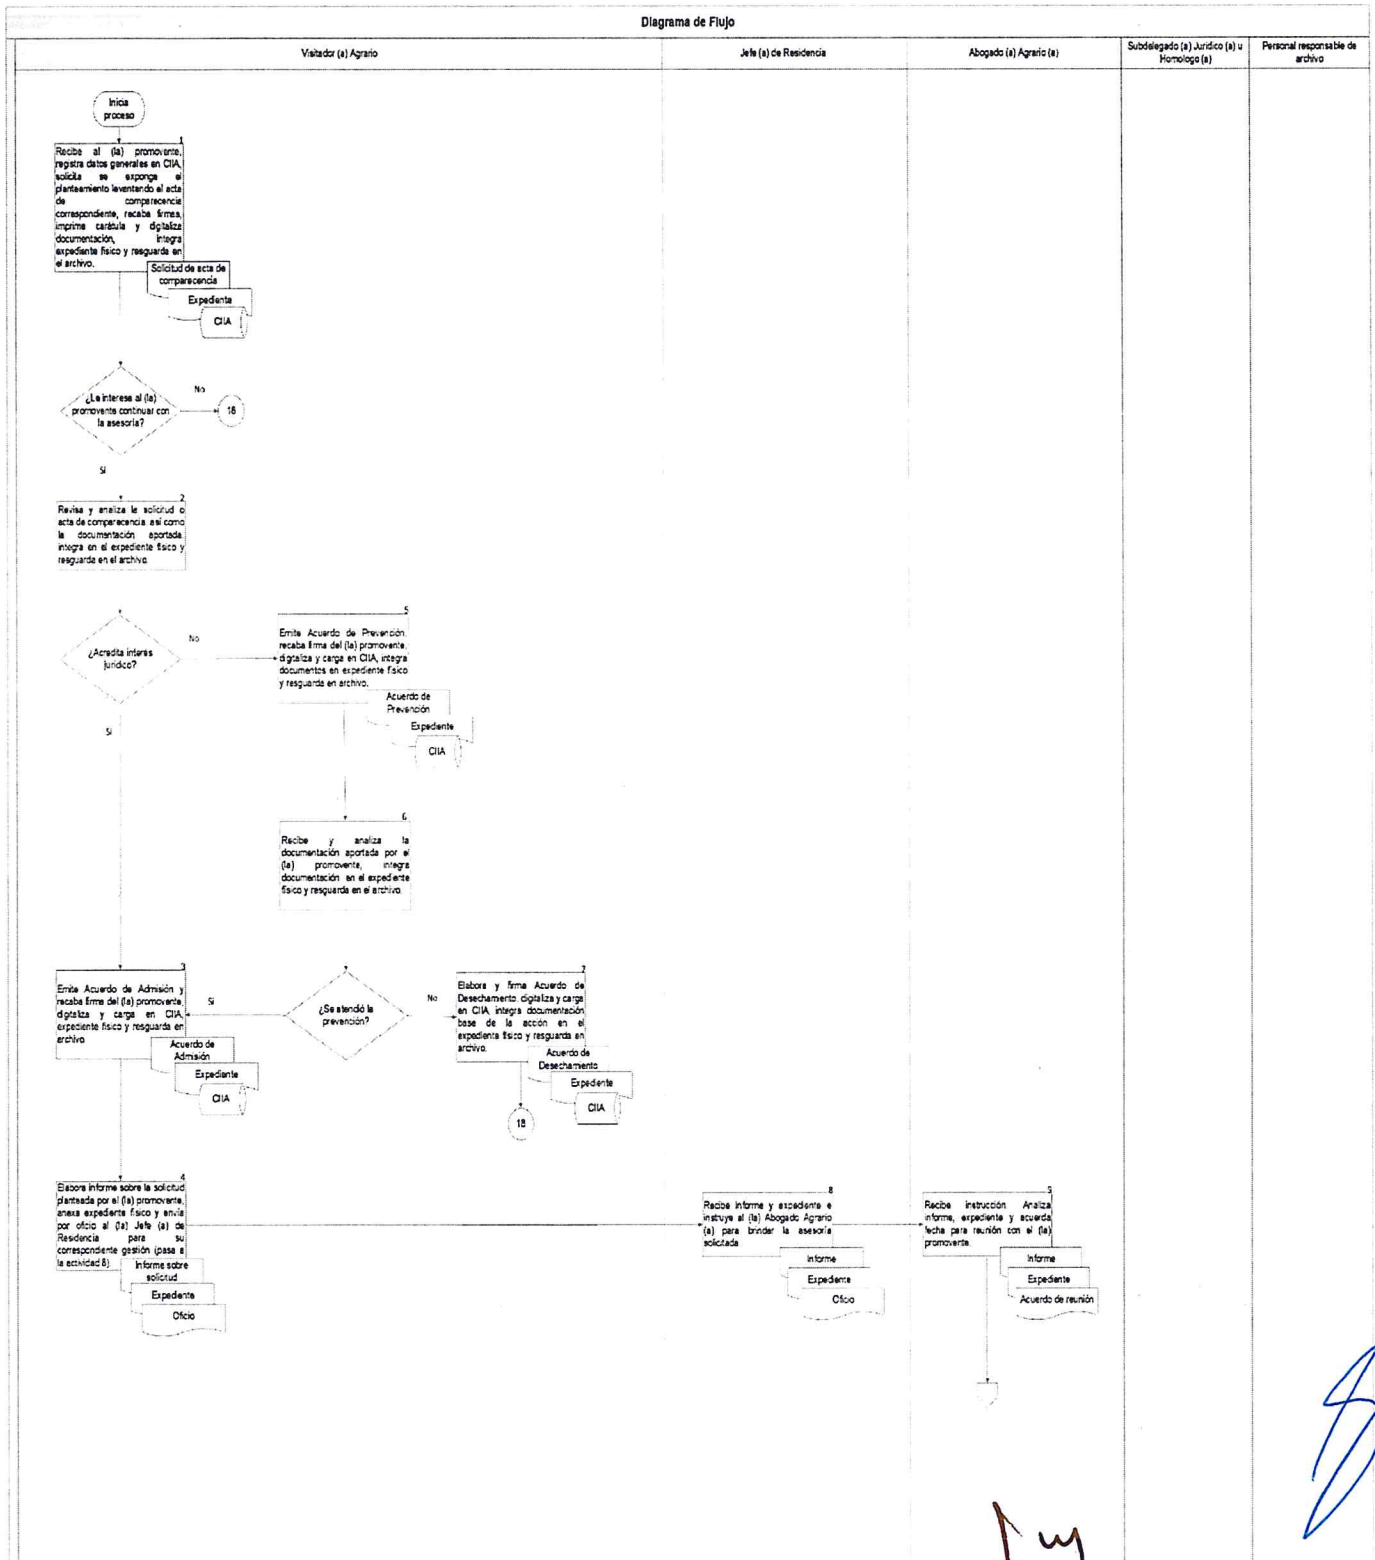 Diagrama de Flujo
Visitador (a) Agrario
Jefe (a) de Residencia
Abogado (a) Agrario (a)
Subdelegado (a) Jurídico (a) u
Homologo (a)
Personal responsable de
archivo
Inicia
proceso
1
Recibe al (la) promovente,
registra datos generales en CIIA,
solicita se exponga el
planteamiento levantando el acta
de comparecencia
correspondiente, recaba firmas,
imprime carátula y digitaliza
documentación, integra
expediente físico y resguarda en
el archivo.
Solicitud de acta de
comparecencia
Expediente
CIIA
¿Le interesa al (la)
promovente continuar con
la asesoría?
No
18
Si
2
Revisa y analiza la solicitud o
acta de comparecencia, así como
la documentación aportada,
integra en el expediente físico y
resguarda en el archivo.
¿Acredita interés
jurídico?
No
Si
5
Emite Acuerdo de Prevención,
recaba firma del (la) promovente,
digitaliza y carga en CIIA, integra
documentos en expediente físico
y resguarda en archivo.
Acuerdo de
Prevención
Expediente
CIIA
6
Recibe y analiza la
documentación aportada por el
(la) promovente, integra
documentación en el expediente
físico y resguarda en el archivo.
3
Emite Acuerdo de Admisión y
recaba firma del (la) promovente,
digitaliza y carga en CIIA,
expediente físico y resguarda en
archivo
Acuerdo de
Admisión
Expediente
CIIA
Si
¿Se atendió la
prevención?
No
7
Elabora y firma Acuerdo de
Desechamiento, digitaliza y carga
en CIIA, integra documentación
base de la acción en el
expediente físico y resguarda en
archivo.
Acuerdo de
Desechamiento
Expediente
CIIA
18
4
Elabora informe sobre la solicitud
planteada por el (la) promovente,
anexa expediente físico y envía
por oficio al (la) Jefe (a) de
Residencia para su
correspondiente gestión (pasa a
la actividad 8)
Informe sobre
solicitud
Expediente
Oficio
8
Recibe Informe y expediente e
instruye al (la) Abogado Agrario
(a) para brindar la asesoría
solicitada
Informe
Expediente
Oficio
9
Recibe instrucción. Analiza
informe, expediente y acuerda
fecha para reunión con el (la)
promovente.
Informe
Expediente
Acuerdo de reunión